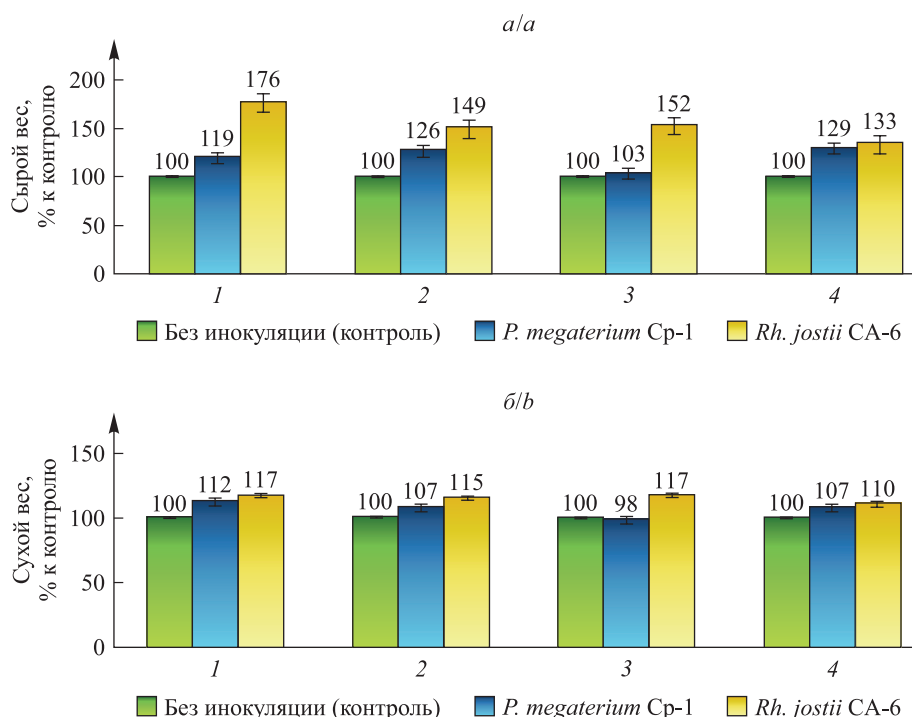 а/a
Сырой вес,
% к контролю
200
150
100
50
0
100 119 176
100 126 149
100 103 152
100 129 133
1 2 3 4
Без инокуляции (контроль) P. megaterium Ср-1 Rh. jostii СА-6
б/b
Сухой вес,
% к контролю
150
100
50
0
100 112 117
100 107 115
100 98 117
100 107 110
1 2 3 4
Без инокуляции (контроль) P. megaterium Ср-1 Rh. jostii СА-6